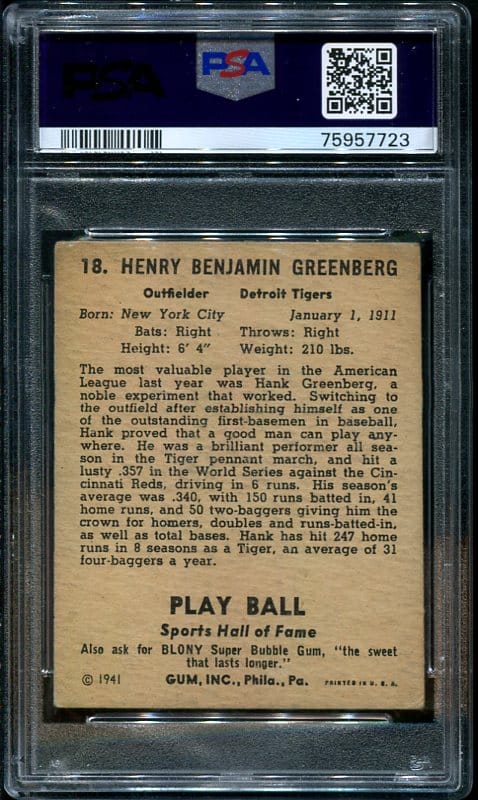 PSA PSA
75957723
18. HENRY BENJAMIN GREENBERG
Outfielder Detroit Tigers
Born: New York City January 1, 1911
Bats: Right Throws: Right
Height: 6' 4" Weight: 210 lbs.
The most valuable player in the American
League last year was Hank Greenberg, a
noble experiment that worked. Switching to
the outfield after establishing himself as one
of the outstanding first-basemen in baseball,
Hank proved that a good man can play any-
where. He was a brilliant performer all sea-
son in the Tiger pennant march, and hit a
lusty .357 in the World Series against the Cin-
cinnati Reds, driving in 6 runs. His season's
average was .340, with 150 runs batted in, 41
home runs, and 50 two-baggers giving him the
crown for homers, doubles and runs-batted-in,
as well as total bases. Hank has hit 247 home
runs in 8 seasons as a Tiger, an average of 31
four-baggers a year.
PLAY BALL
Sports Hall of Fame
Also ask for BLONY Super Bubble Gum, "the sweet
that lasts longer."
© 1941 GUM, INC., Phila., Pa. PRINTED IN U. S. A.